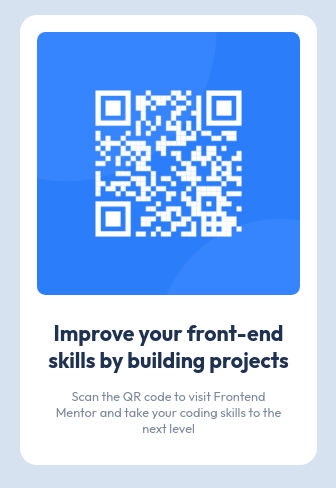 Improve your front-end
skills by building projects
Scan the QR code to visit Frontend
Mentor and take your coding skills to the
next level